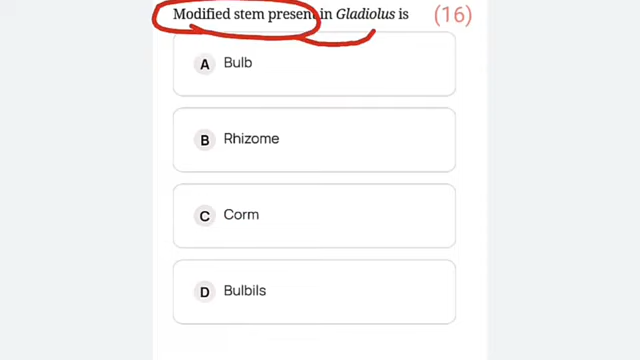 Modified stem present in Gladiolus is (16)
A Bulb
B Rhizome
C Corm
D Bulbils